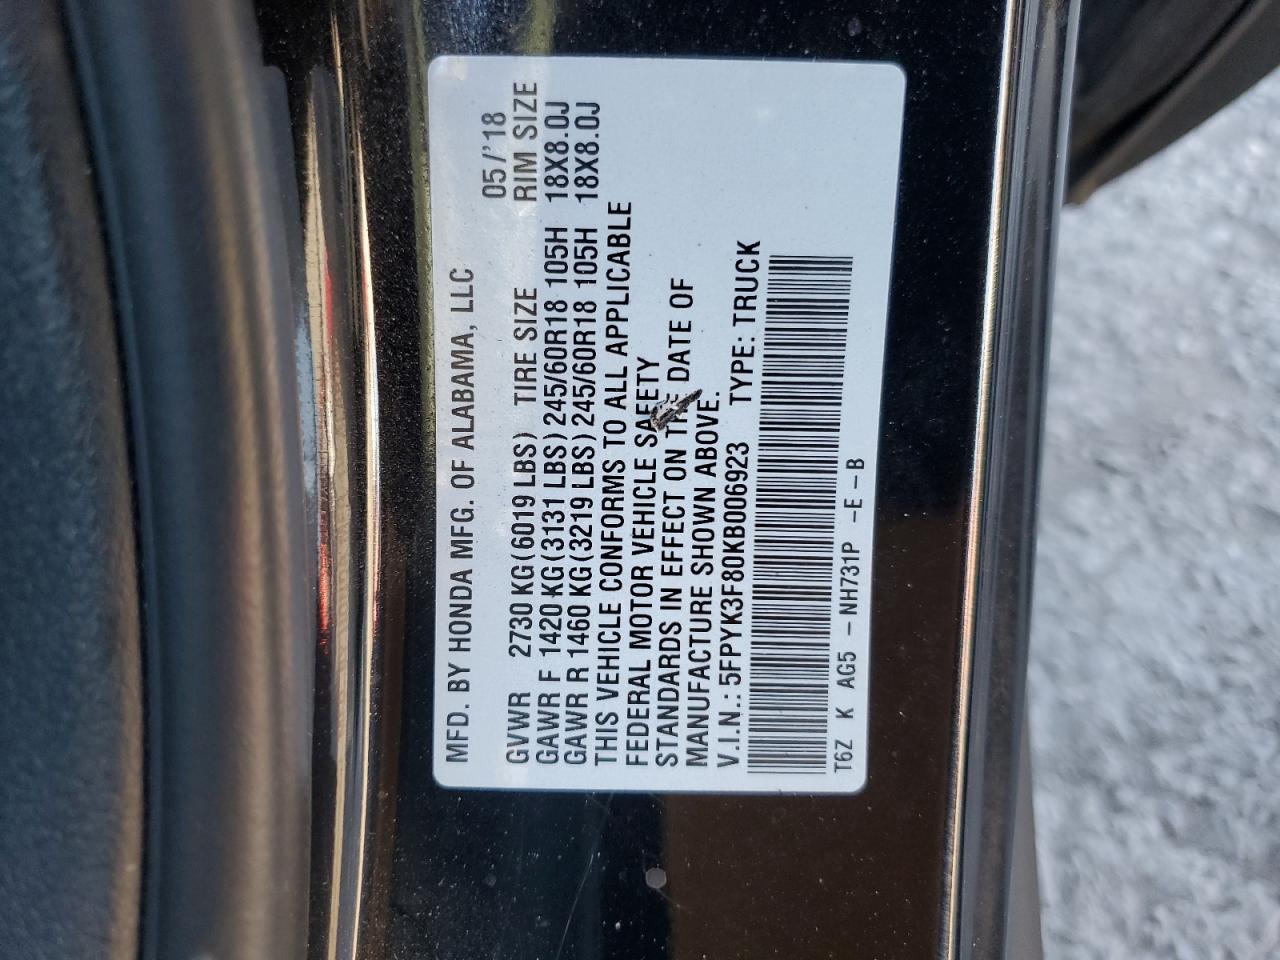 MFD. BY HONDA MFG. OF ALABAMA, LLC 05/'18
GVWR 2730 KG (6019 LBS) TIRE SIZE RIM SIZE
GAWR F 1420 KG (3131 LBS) 245/60R18 105H 18X8.0J
GAWR R 1460 KG (3219 LBS) 245/60R18 105H 18X8.0J
THIS VEHICLE CONFORMS TO ALL APPLICABLE
FEDERAL MOTOR VEHICLE SAFETY
STANDARDS IN EFFECT ON THE DATE OF
MANUFACTURE SHOWN ABOVE.
V.I.N.: 5FPYK3F80KB006923 TYPE: TRUCK
T6Z K AG5 - NH731P -E-B